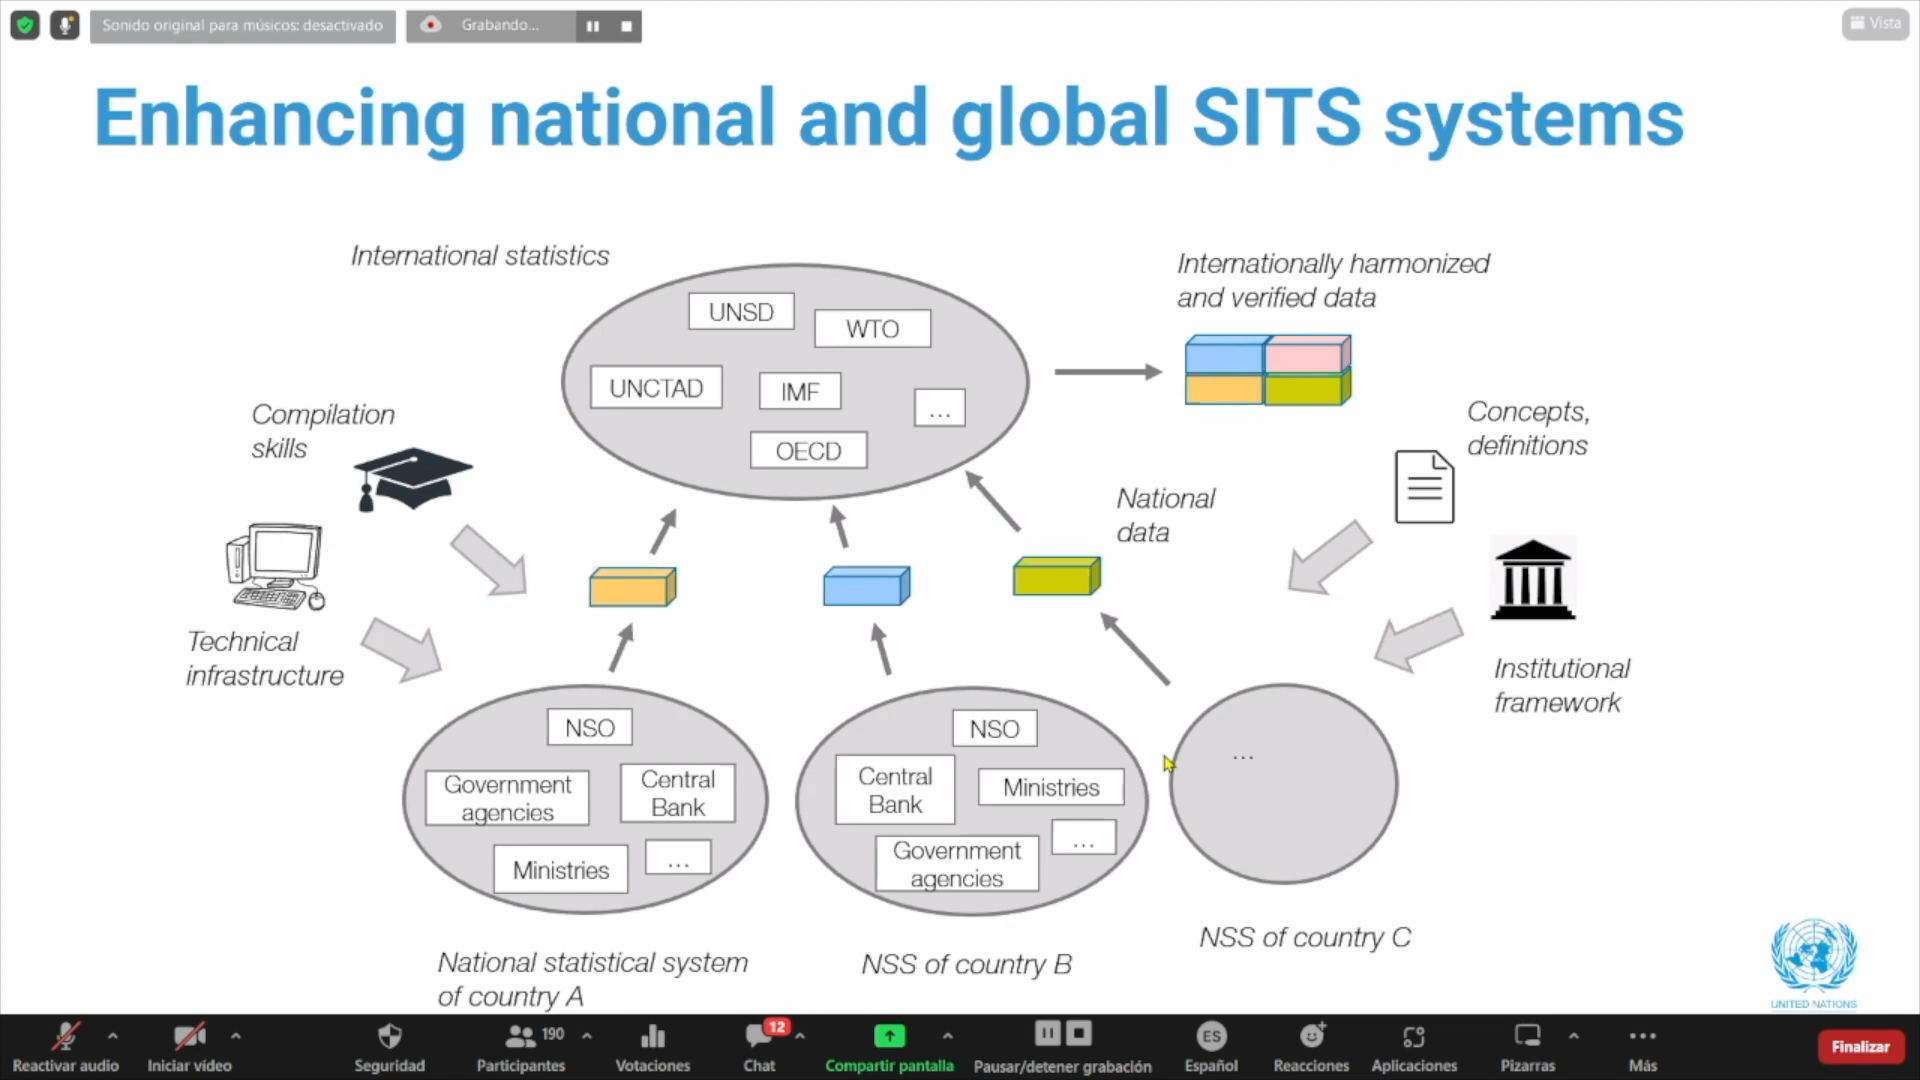 Sonido original para músicos: desactivado
Grabando...
Vista
Enhancing national and global SITS systems
International statistics
UNSD
WTO
UNCTAD
IMF
...
OECD
Internationally harmonized
and verified data
Compilation
skills
Concepts,
definitions
National
data
Technical
infrastructure
Institutional
framework
NSO
Government
agencies
Central
Bank
Ministries
...
NSO
Central
Bank
Ministries
...
Government
agencies
...
National statistical system
of country A
NSS of country B
NSS of country C
UNITED NATIONS
Reactivar audio
Iniciar vídeo
Seguridad
190
Participantes
Votaciones
12
Chat
Compartir pantalla
Pausar/detener grabación
ES
Español
Reacciones
Aplicaciones
Pizarras
Más
Finalizar